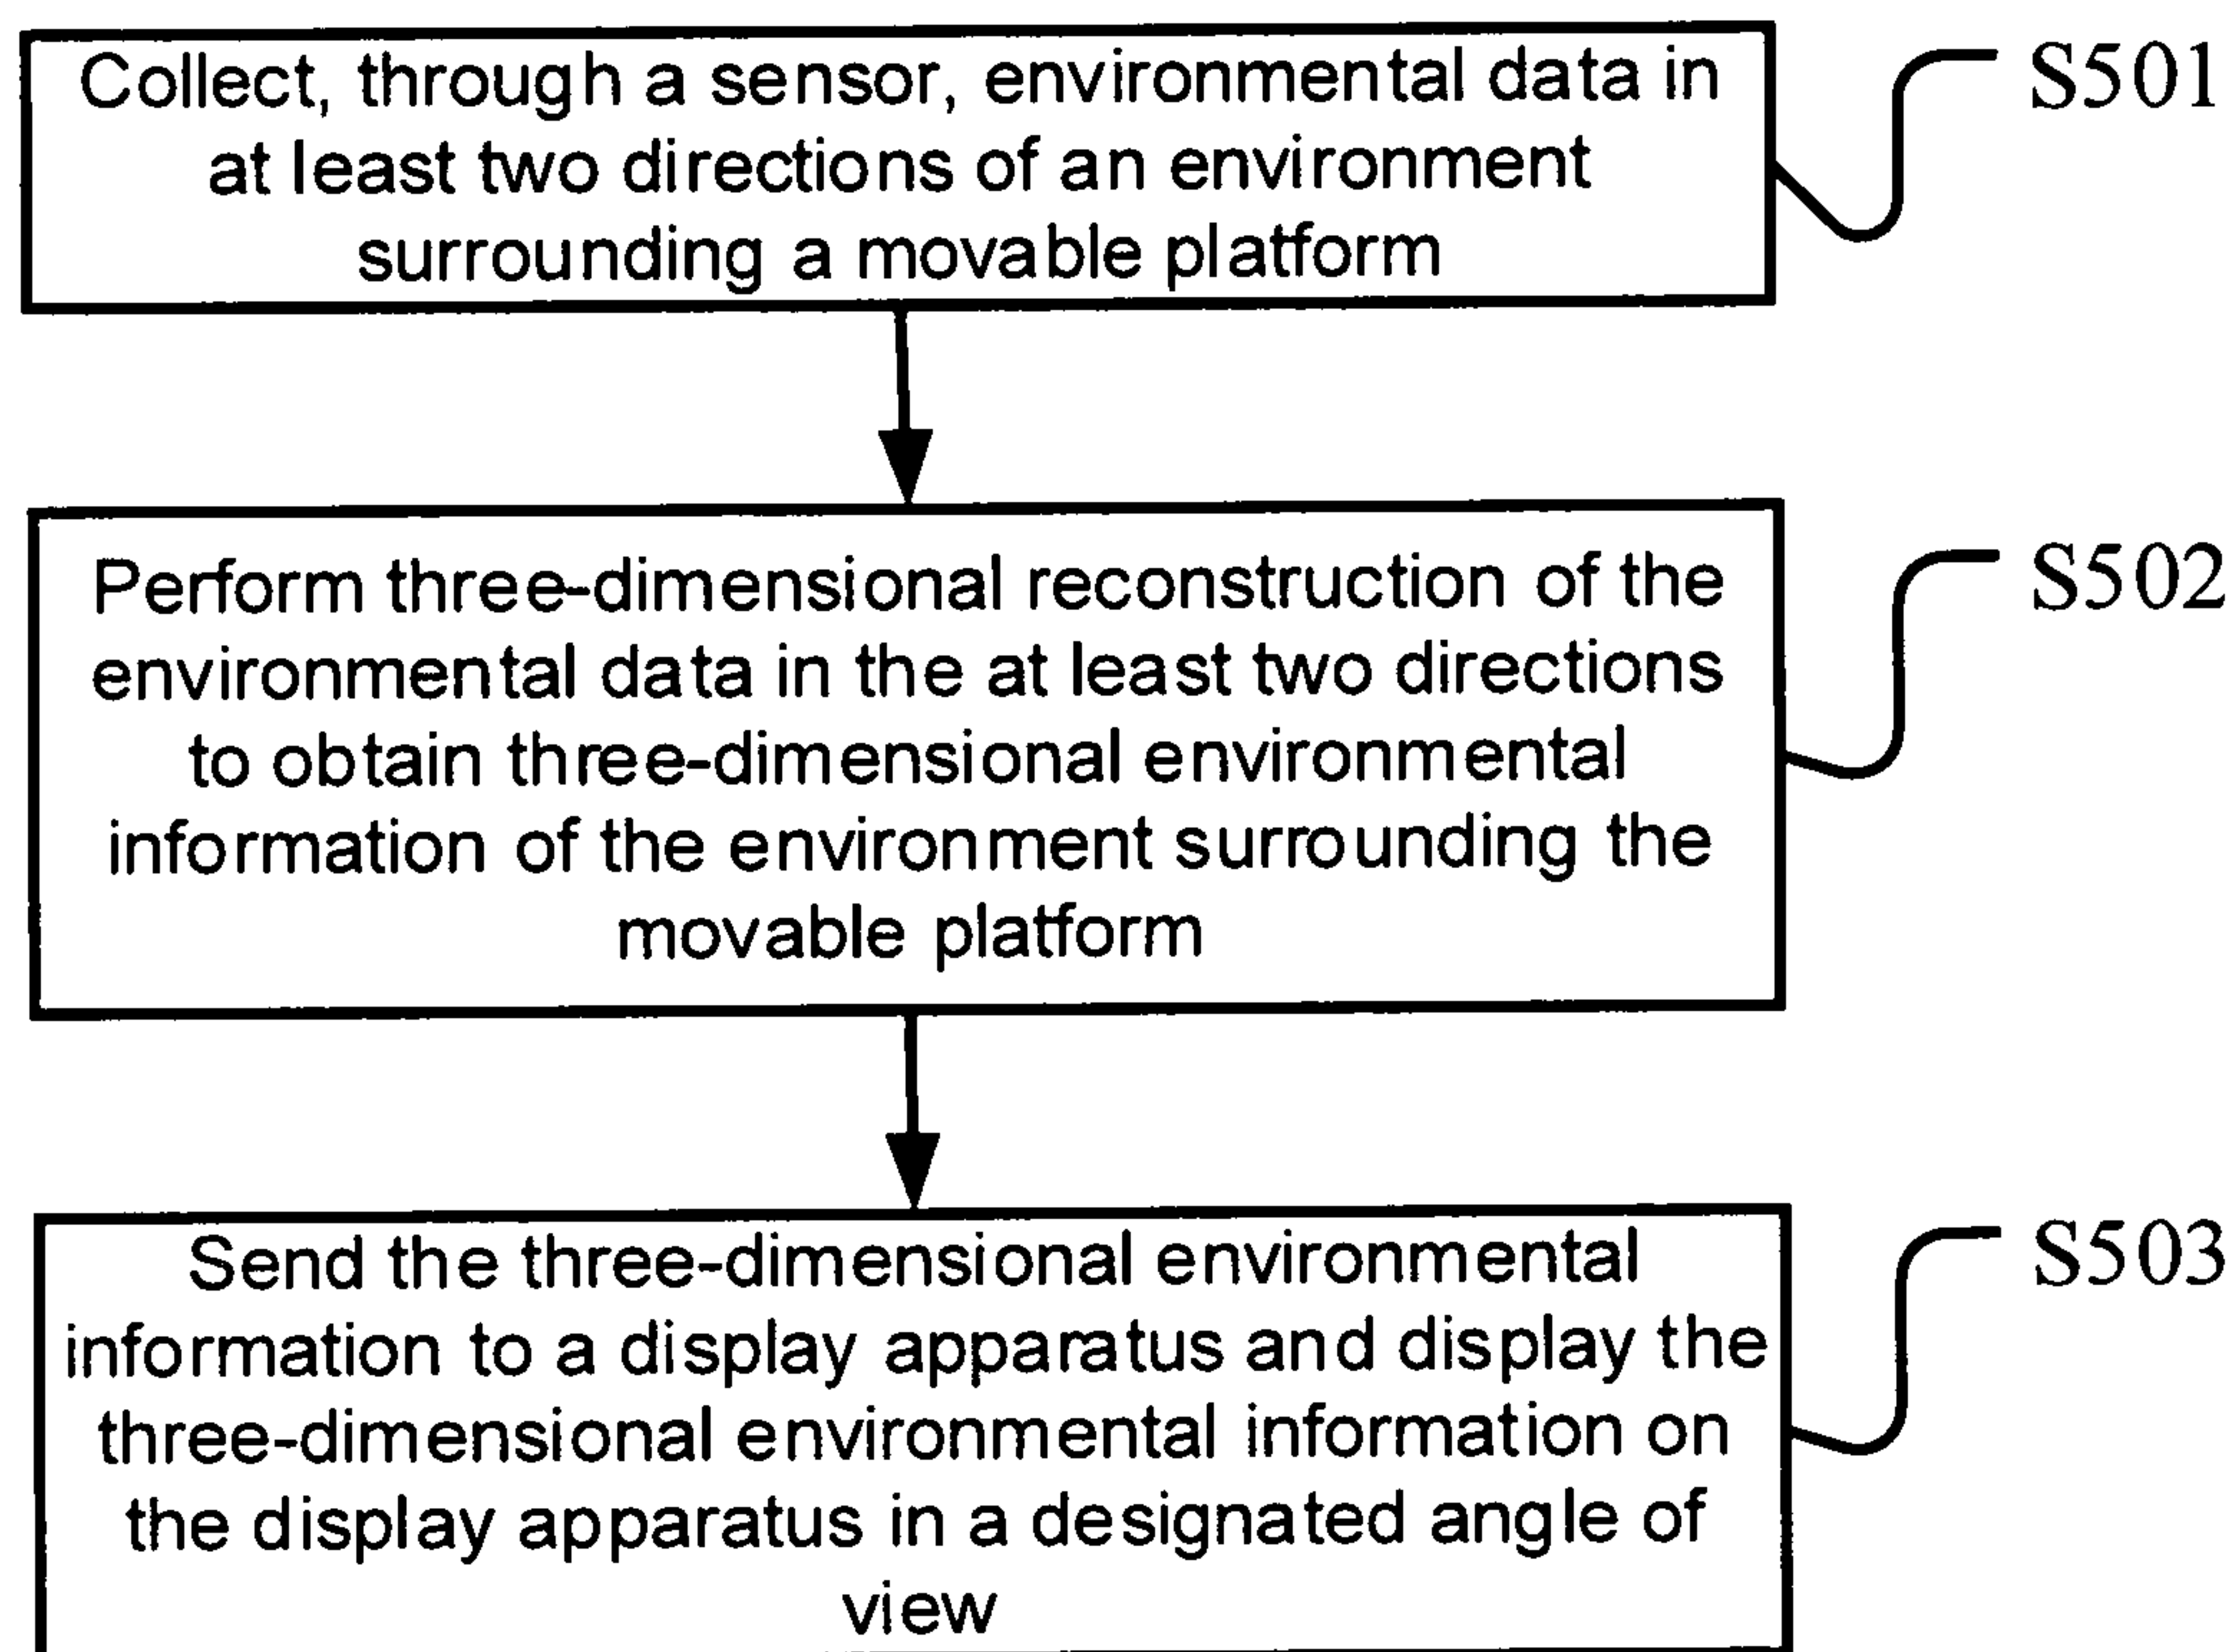 Collect, through a sensor, environmental data in
at least two directions of an environment
surrounding a movable platform
S501
Perform three-dimensional reconstruction of the
environmental data in the at least two directions
to obtain three-dimensional environmental
information of the environment surrounding the
movable platform
S502
Send the three-dimensional environmental
information to a display apparatus and display the
three-dimensional environmental information on
the display apparatus in a designated angle of
view
S503